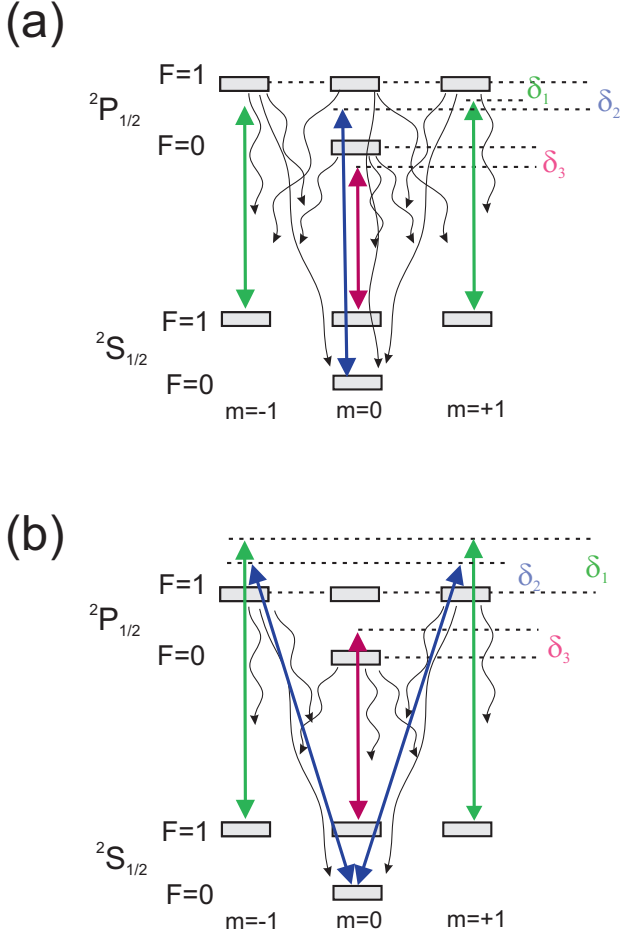 (a)
F=1
δ₁
²P₁/₂
δ₂
F=0
δ₃
F=1
²S₁/₂
F=0
m=-1 m=0 m=+1
(b)
F=1
δ₂ δ₁
²P₁/₂
F=0
δ₃
F=1
²S₁/₂
F=0
m=-1 m=0 m=+1